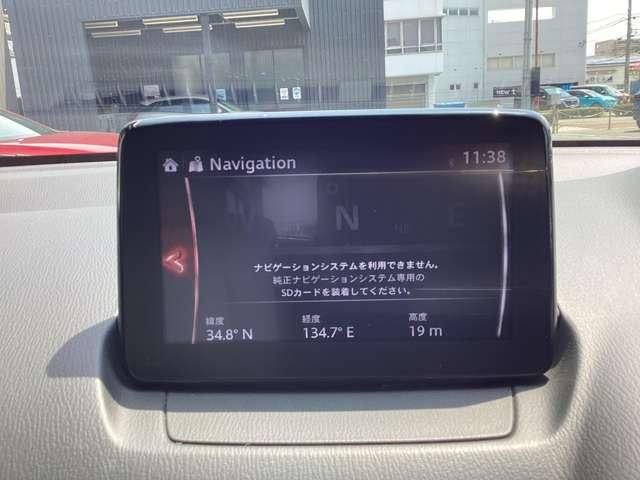 NEW
Navigation
11:38
N
E
ナビゲーションシステムを利用できません。
純正ナビゲーションシステム専用の
SDカードを装着してください。
緯度 経度 高度
34.8° N 134.7° E 19 m